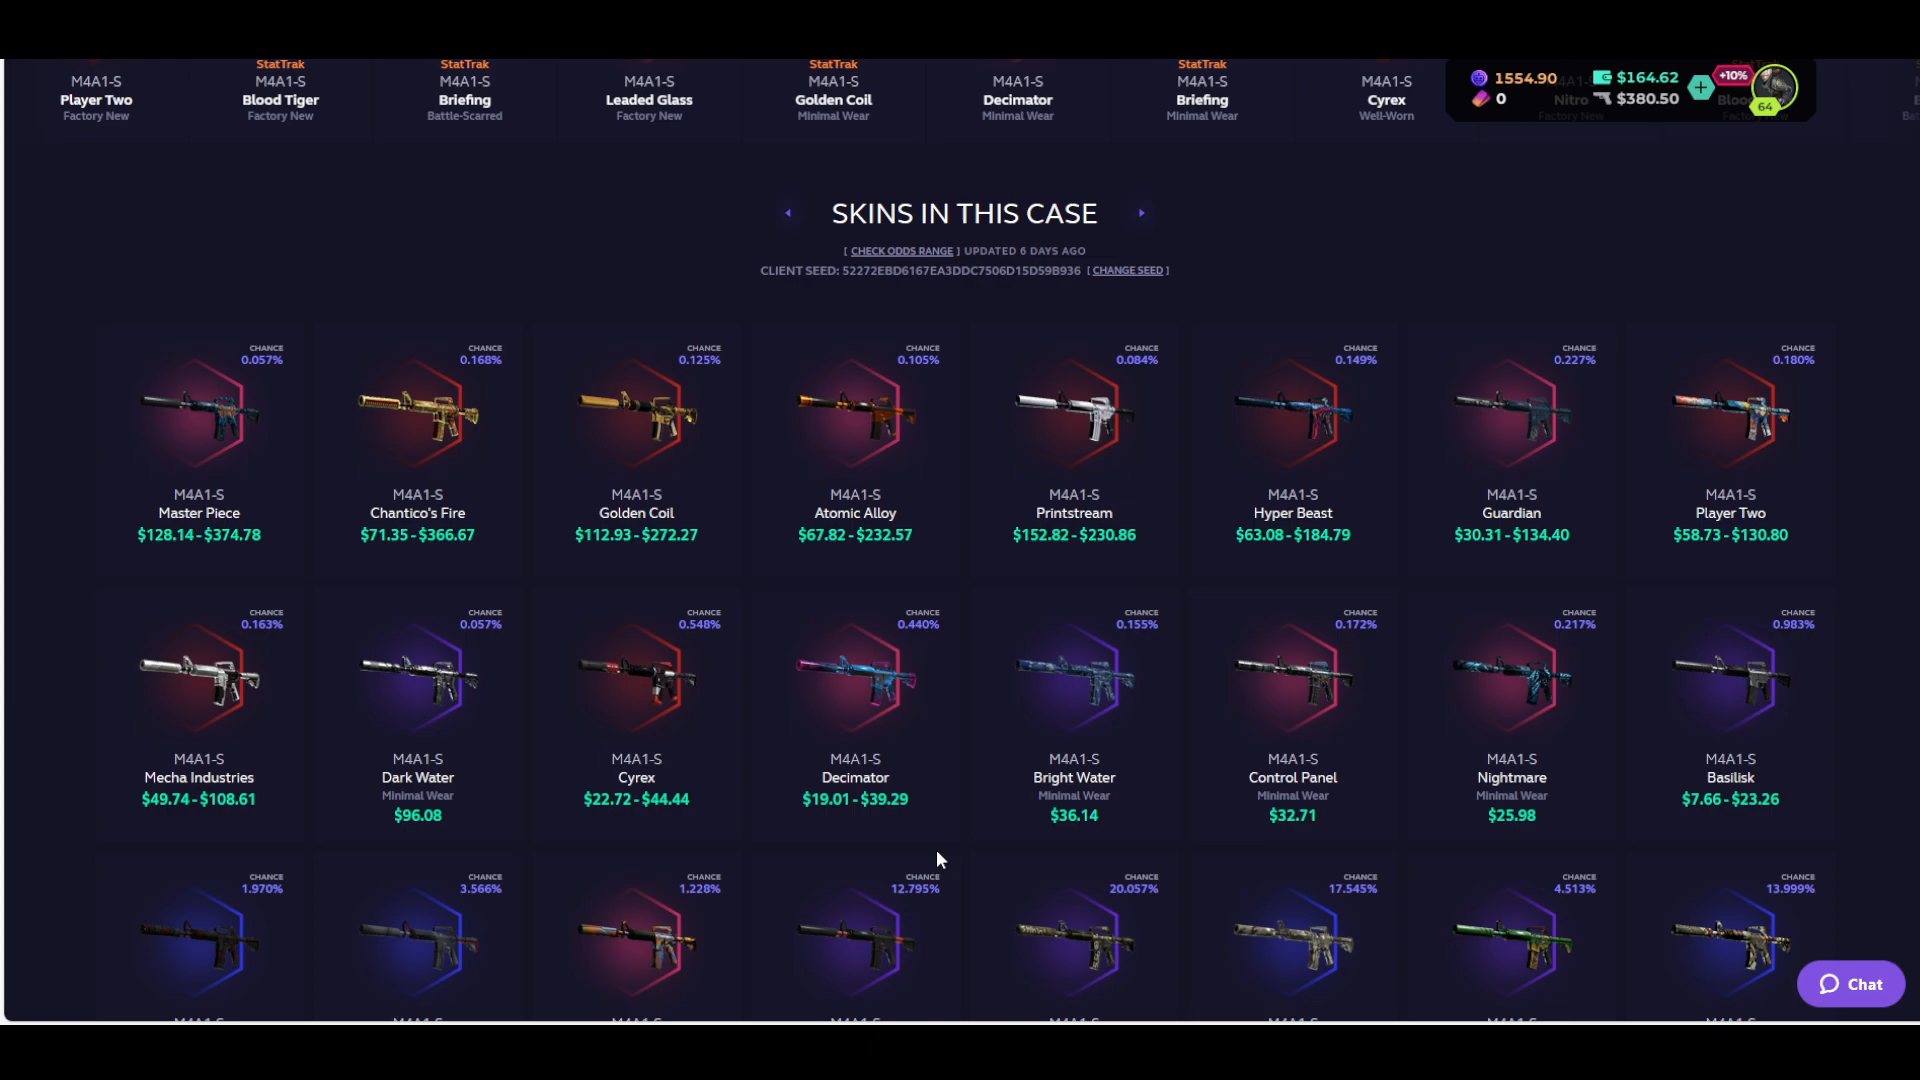 StatTrak StatTrak StatTrak StatTrak
M4A1-S M4A1-S M4A1-S M4A1-S M4A1-S M4A1-S M4A1-S M4A1-S
Player Two Blood Tiger Briefing Leaded Glass Golden Coil Decimator Briefing Cyrex Nitro
Factory New Factory New Battle-Scarred Factory New Minimal Wear Minimal Wear Minimal Wear Well-Worn Factory New
1554.90 $164.62 +10%
0 $380.50 64
SKINS IN THIS CASE
[ CHECK ODDS RANGE ] UPDATED 6 DAYS AGO
CLIENT SEED: 52272EBD6167EA3DDC7506D15D59B936 [ CHANGE SEED ]
CHANCE CHANCE CHANCE CHANCE CHANCE CHANCE CHANCE CHANCE
0.057% 0.168% 0.125% 0.105% 0.084% 0.149% 0.227% 0.180%
M4A1-S M4A1-S M4A1-S M4A1-S M4A1-S M4A1-S M4A1-S M4A1-S
Master Piece Chantico's Fire Golden Coil Atomic Alloy Printstream Hyper Beast Guardian Player Two
$128.14 - $374.78 $71.35 - $366.67 $112.93 - $272.27 $67.82 - $232.57 $152.82 - $230.86 $63.08 - $184.79 $30.31 - $134.40 $58.73 - $130.80
CHANCE CHANCE CHANCE CHANCE CHANCE CHANCE CHANCE CHANCE
0.163% 0.057% 0.548% 0.440% 0.155% 0.172% 0.217% 0.983%
M4A1-S M4A1-S M4A1-S M4A1-S M4A1-S M4A1-S M4A1-S M4A1-S
Mecha Industries Dark Water Cyrex Decimator Bright Water Control Panel Nightmare Basilisk
Minimal Wear Minimal Wear Minimal Wear Minimal Wear
$49.74 - $108.61 $96.08 $22.72 - $44.44 $19.01 - $39.29 $36.14 $32.71 $25.98 $7.66 - $23.26
CHANCE CHANCE CHANCE CHANCE CHANCE CHANCE CHANCE CHANCE
1.970% 3.566% 1.228% 12.795% 20.057% 17.545% 4.513% 13.999%
Chat